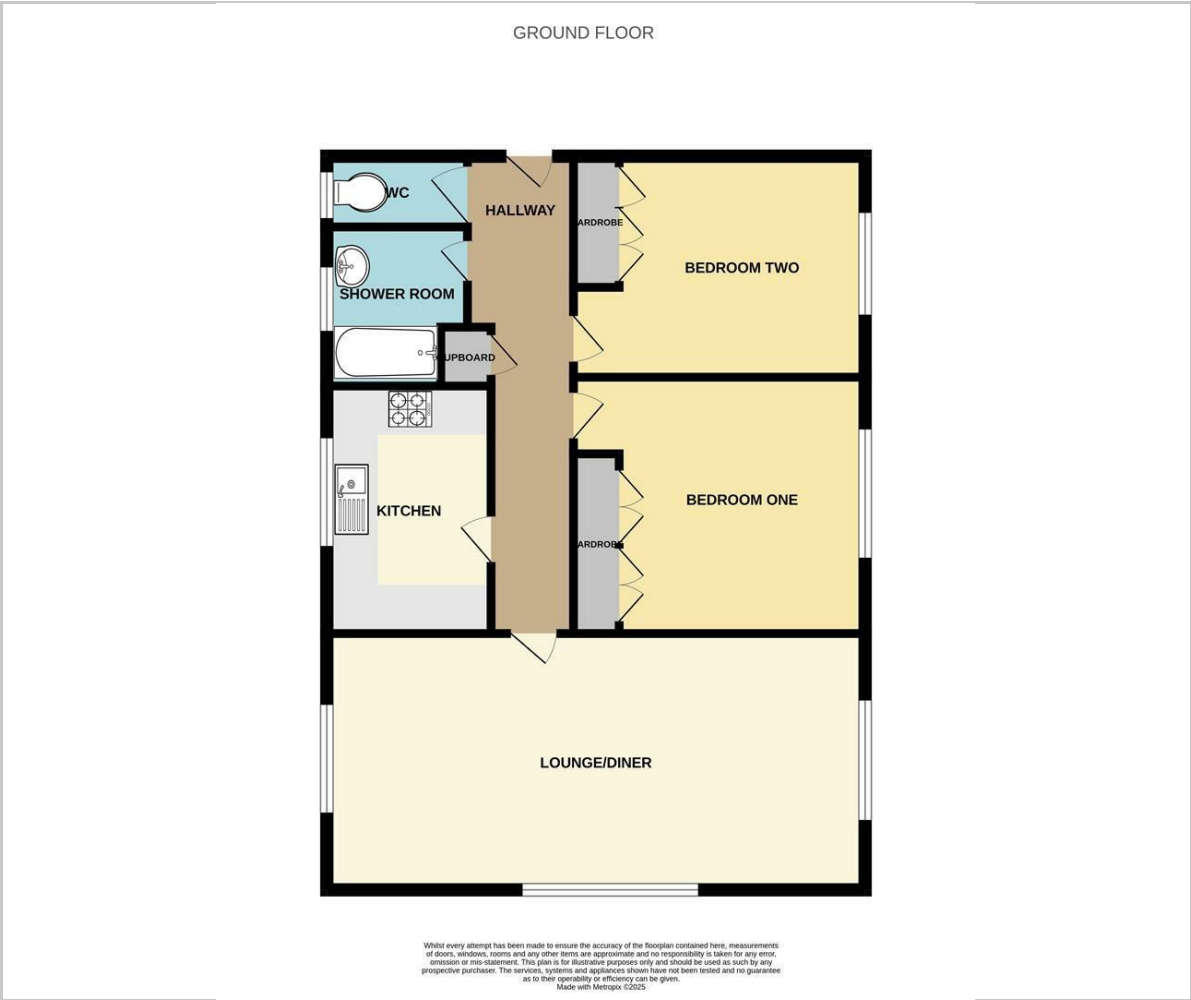 GROUND FLOOR
WC
HALLWAY
ARDROBE
BEDROOM TWO
SHOWER ROOM
UPBOARD
BEDROOM ONE
KITCHEN
ARDROBE
LOUNGE/DINER
Whilst every attempt has been made to ensure the accuracy of the floorplan contained here, measurements
of doors, windows, rooms and any other items are approximate and no responsibility is taken for any error,
omission or mis-statement. This plan is for illustrative purposes only and should be used as such by any
prospective purchaser. The services, systems and appliances shown have not been tested and no guarantee
as to their operability or efficiency can be given.
Made with Metropix ©2025